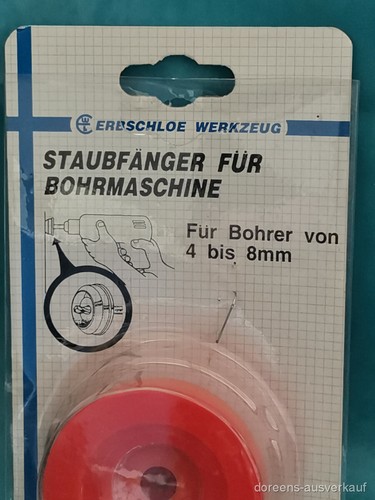 ERBSCHLOE WERKZEUG
STAUBFÄNGER FÜR
BOHRMASCHINE
Für Bohrer von
4 bis 8mm
doreens-ausverkauf